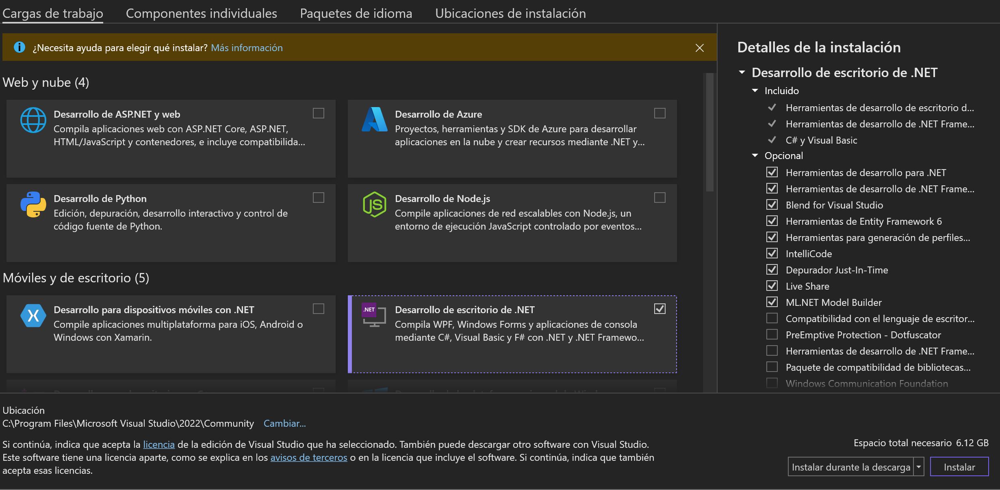 Cargas de trabajo
Componentes individuales
Paquetes de idioma
Ubicaciones de instalación
¿Necesita ayuda para elegir qué instalar? Más información
Web y nube (4)
Desarrollo de ASP.NET y web
Compila aplicaciones web con ASP.NET Core, ASP.NET,
HTML/JavaScript y contenedores, e incluye compatibilida...
Desarrollo de Azure
Proyectos, herramientas y SDK de Azure para desarrollar
aplicaciones en la nube y crear recursos mediante .NET y...
Desarrollo de Python
Edición, depuración, desarrollo interactivo y control de
código fuente de Python.
JS
Desarrollo de Node.js
Compile aplicaciones de red escalables con Node.js, un
entorno de ejecución JavaScript controlado por eventos...
Móviles y de escritorio (5)
Desarrollo para dispositivos móviles con .NET
Compile aplicaciones multiplataforma para iOS, Android o
Windows con Xamarin.
.NET
Desarrollo de escritorio de .NET
Compila WPF, Windows Forms y aplicaciones de consola
mediante C#, Visual Basic y F# con .NET y .NET Framewo...
Detalles de la instalación
Desarrollo de escritorio de .NET
Incluido
Herramientas de desarrollo de escritorio d...
Herramientas de desarrollo de .NET Frame...
C# y Visual Basic
Opcional
Herramientas de desarrollo para .NET
Herramientas de desarrollo de .NET Frame...
Blend for Visual Studio
Herramientas de Entity Framework 6
Herramientas para generación de perfiles...
IntelliCode
Depurador Just-In-Time
Live Share
ML.NET Model Builder
Compatibilidad con el lenguaje de escritor...
PreEmptive Protection - Dotfuscator
Herramientas de desarrollo de .NET Frame...
Paquete de compatibilidad de bibliotecas...
Windows Communication Foundation
Ubicación
C:\Program Files\Microsoft Visual Studio\2022\Community Cambiar...
Si continúa, indica que acepta la licencia de la edición de Visual Studio que ha seleccionado. También puede descargar otro software con Visual Studio.
Este software tiene una licencia aparte, como se explica en los avisos de terceros o en la licencia que incluye el software. Si continúa, indica que también
acepta esas licencias.
Espacio total necesario 6.12 GB
Instalar durante la descarga
Instalar